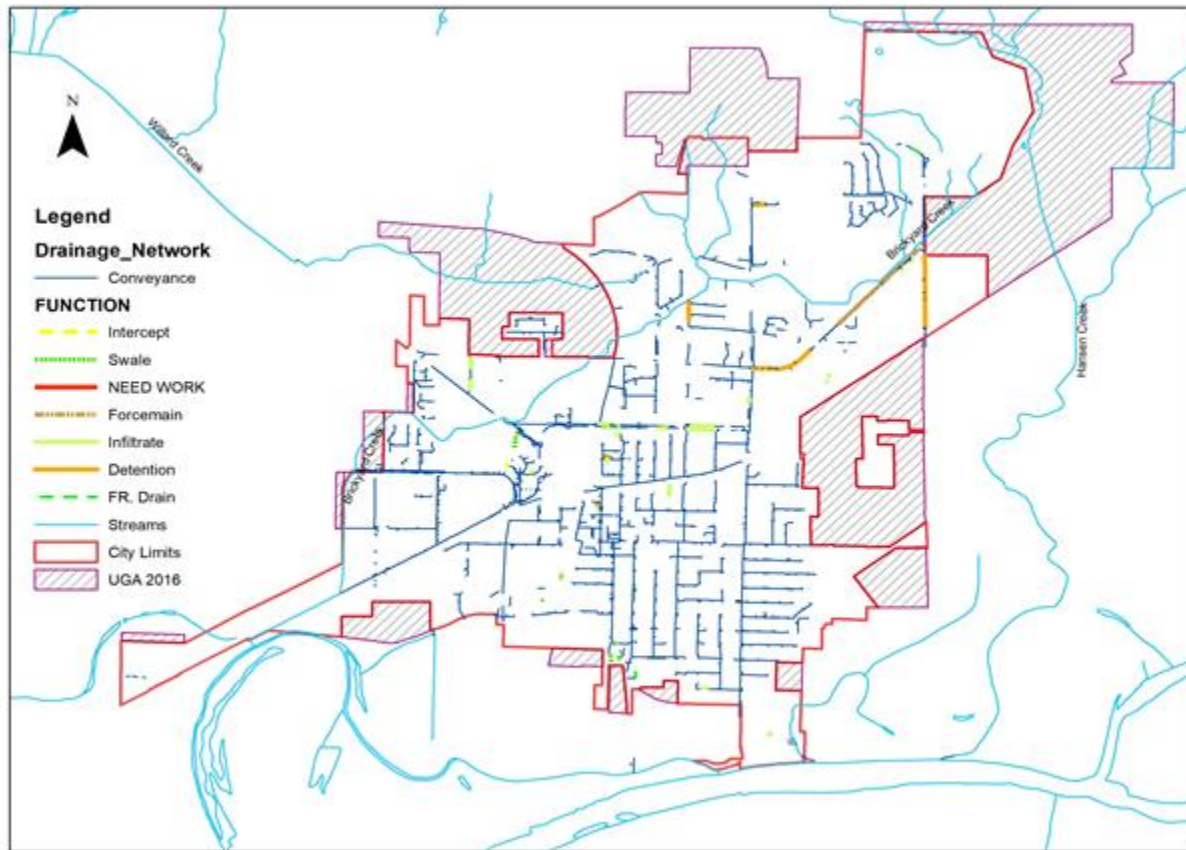 N
Willard Creek
Legend
Drainage_Network
Conveyance
FUNCTION
Intercept
Swale
NEED WORK
Forcemain
Infiltrate
Detention
FR. Drain
Streams
City Limits
UGA 2016
Brickyard Creek
Brickyard Creek
Hansen Creek